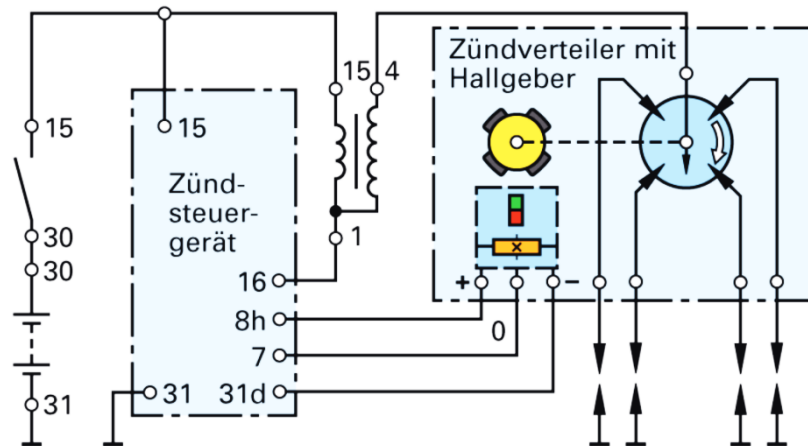 15
30
30
31
15
Zünd-
steuer-
gerät
16
8h
7
31
31d
15
4
1
Zündverteiler mit
Hallgeber
+
0
–